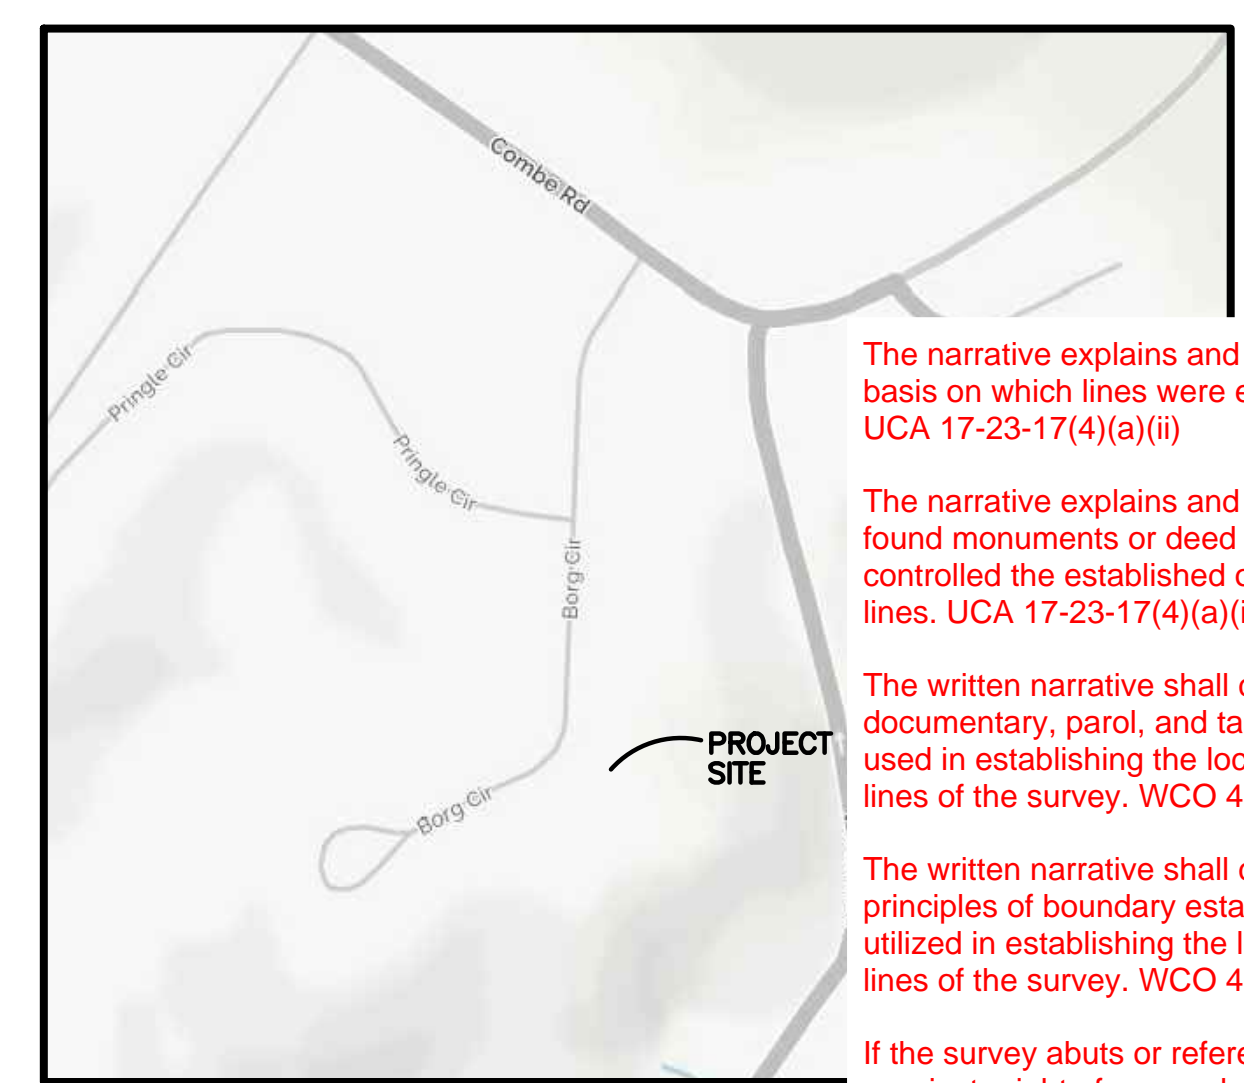 Combe Rd
Pringle Cir
Pringle Cir
Borg Cir
Borg Cir
PROJECT
SITE
The narrative explains and
basis on which lines were e
UCA 17-23-17(4)(a)(ii)
The narrative explains and
found monuments or deed
controlled the established o
lines. UCA 17-23-17(4)(a)(i
The written narrative shall
documentary, parol, and ta
used in establishing the loc
lines of the survey. WCO 4
The written narrative shall
principles of boundary esta
utilized in establishing the l
lines of the survey. WCO 4
If the survey abuts or refere